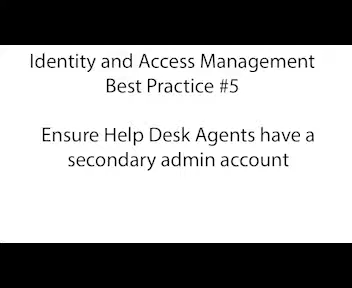 Identity and Access Management
Best Practice #5
Ensure Help Desk Agents have a
secondary admin account